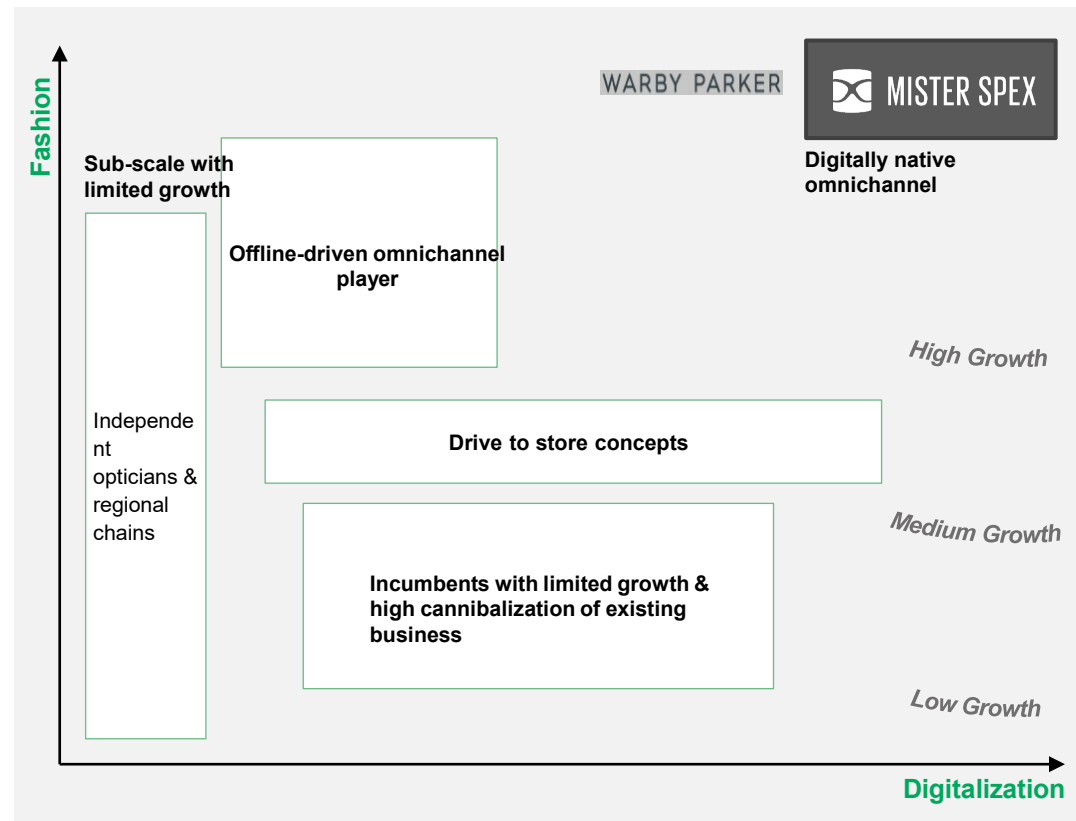 WARBY PARKER
MISTER SPEX
Fashion
Sub-scale with
limited growth
Digitally native
omnichannel
Offline-driven omnichannel
player
High Growth
Independe
nt
opticians &
regional
chains
Drive to store concepts
Medium Growth
Incumbents with limited growth &
high cannibalization of existing
business
Low Growth
Digitalization